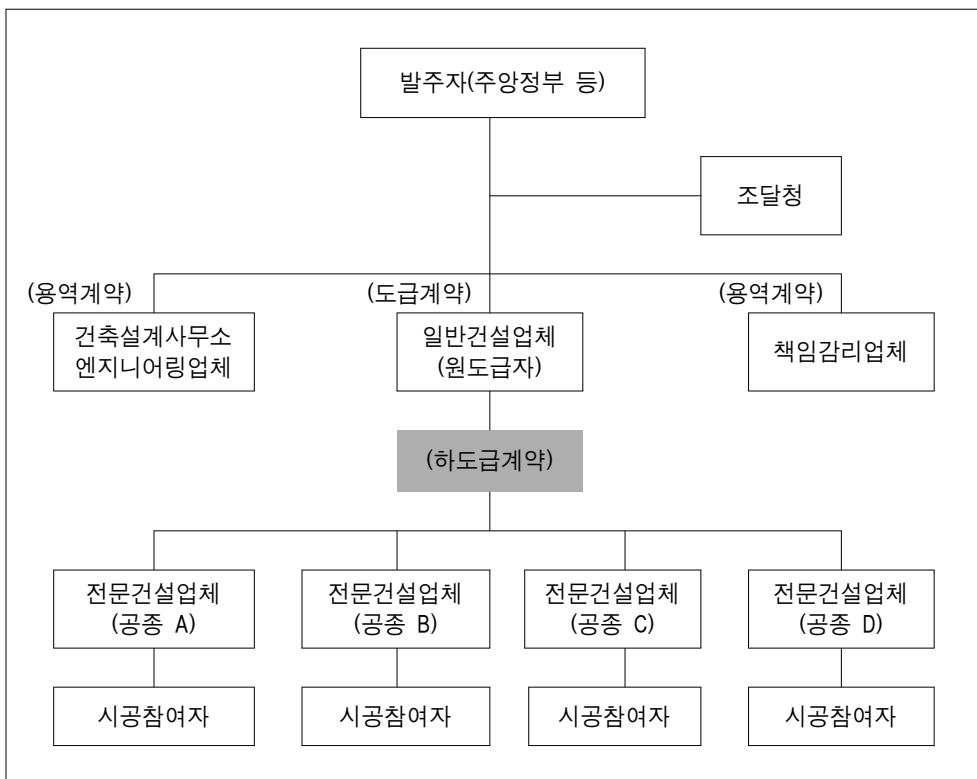 발주자(주앙정부 등)
조달청
(용역계약)
(도급계약)
(용역계약)
건축설계사무소
엔지니어링업체
일반건설업체
(원도급자)
책임감리업체
(하도급계약)
전문건설업체
(공종 A)
전문건설업체
(공종 B)
전문건설업체
(공종 C)
전문건설업체
(공종 D)
시공참여자
시공참여자
시공참여자
시공참여자